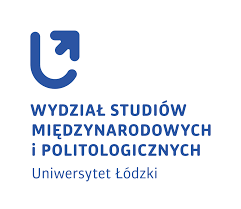 WYDZIAŁ STUDIÓW
MIĘDZYNARODOWYCH
i POLITOLOGICZNYCH
Uniwersytet Łódzki